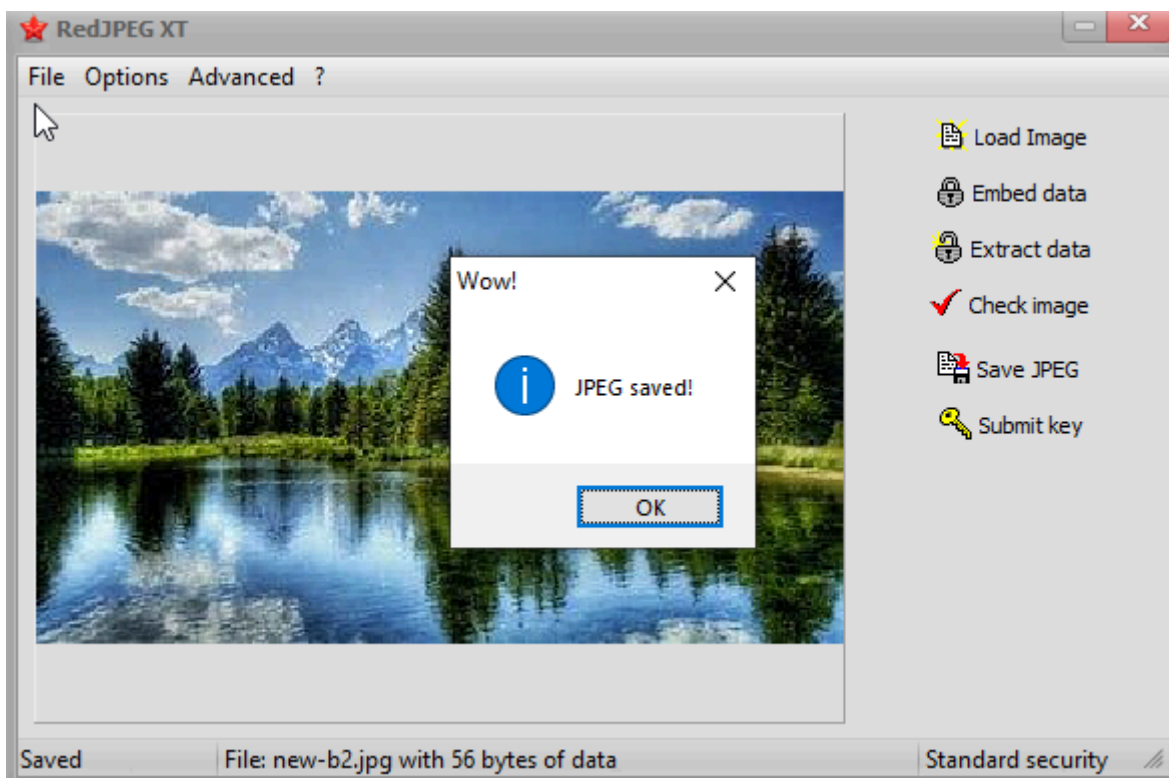 RedJPEG XT
File Options Advanced ?
Load Image
Embed data
Extract data
Check image
Save JPEG
Submit key
Wow!
JPEG saved!
OK
Saved File: new-b2.jpg with 56 bytes of data Standard security